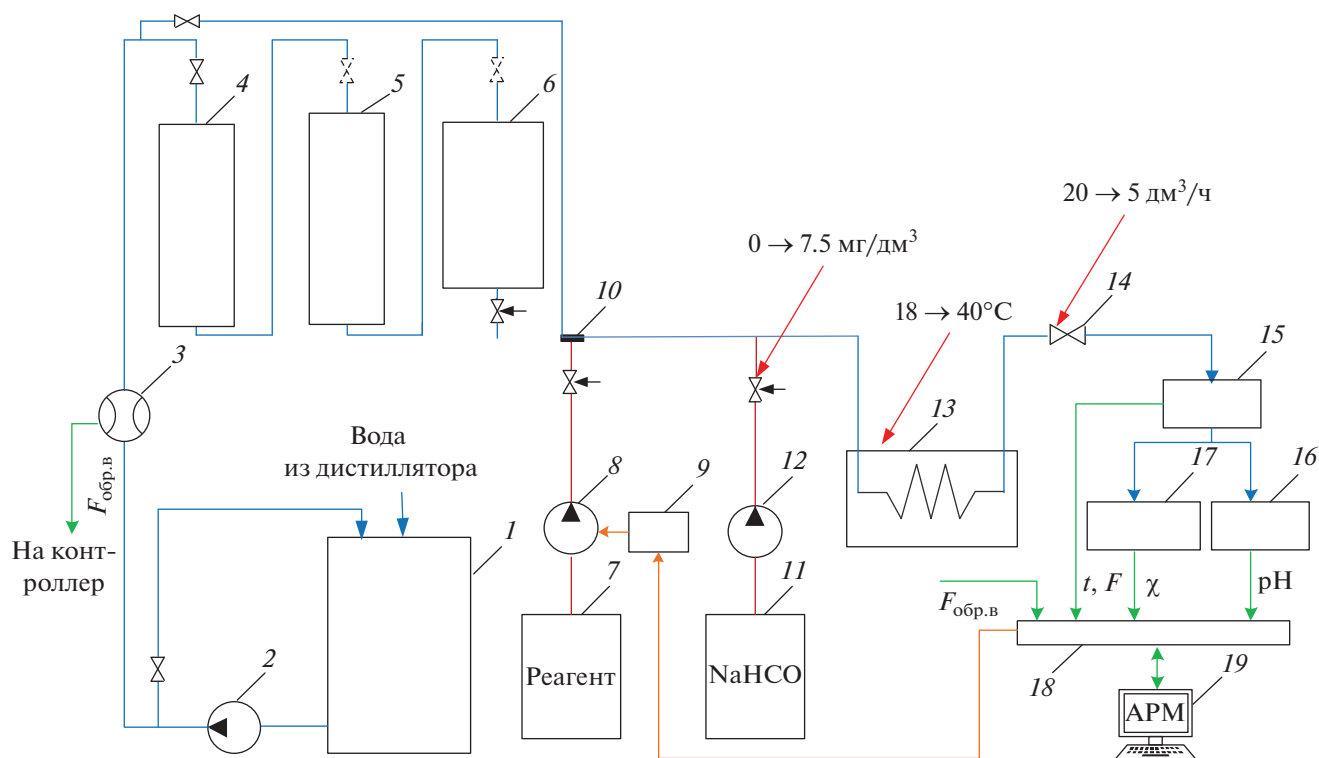 4
5
6
20 → 5 дм³/ч
0 → 7.5 мг/дм³
10
18 → 40°C
14
3
15
13
Вода
из дистиллятора
Fобр.в
8
9
12
17
16
На конт-
роллер
1
7
11
t, F
χ
pH
Fобр.в
2
Реагент
NaHCO
18
19
АРМ